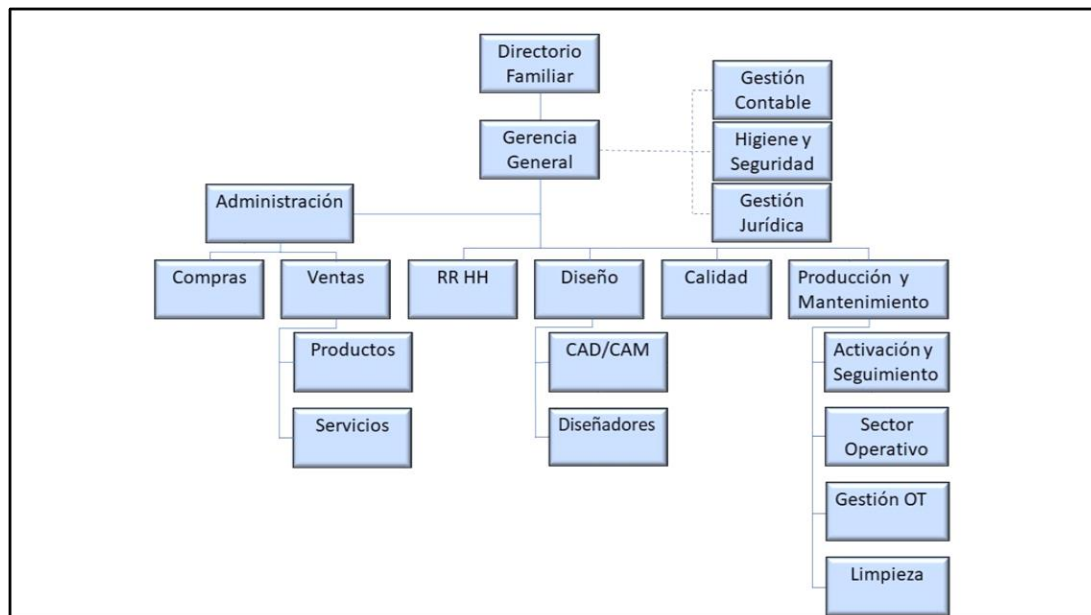 Directorio
Familiar
Gerencia
General
Gestión
Contable
Higiene y
Seguridad
Gestión
Jurídica
Administración
Compras
Ventas
RR HH
Diseño
Calidad
Producción y
Mantenimiento
Productos
Servicios
CAD/CAM
Diseñadores
Activación y
Seguimiento
Sector
Operativo
Gestión OT
Limpieza